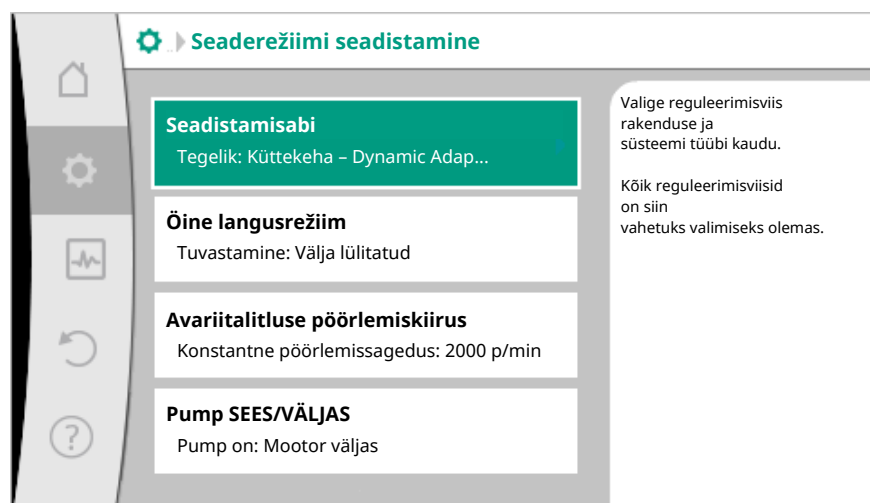 Seaderežiimi seadistamine
Seadistamisabi
Tegelik: Küttekeha – Dynamic Adap...
Öine langusrežiim
Tuvastamine: Välja lülitatud
Avariitalitluse pöörlemiskiirus
Konstantne pöörlemissagedus: 2000 p/min
Pump SEES/VÄLJAS
Pump on: Mootor väljas
Valige reguleerimisviis
rakenduse ja
süsteemi tüübi kaudu.
Kõik reguleerimisviisid
on siin
vahetuks valimiseks olemas.